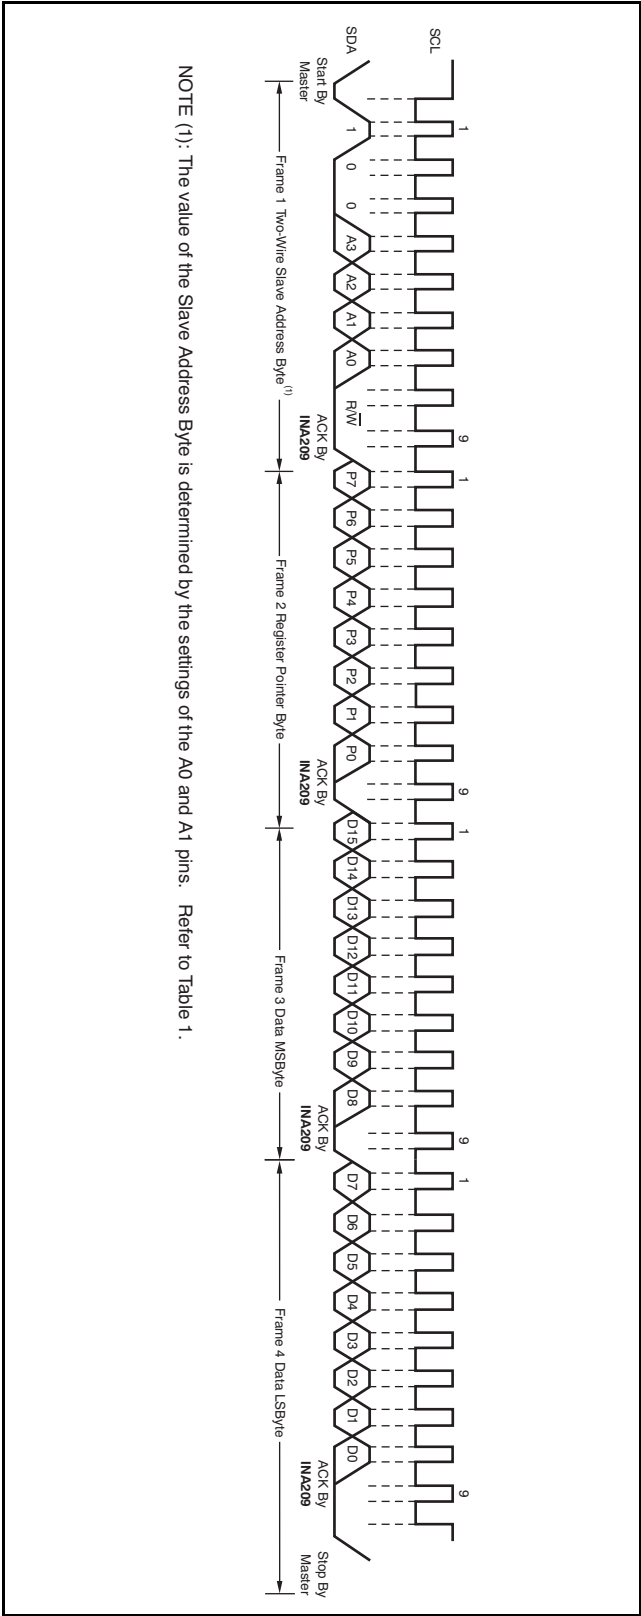 1 9 1 9 1 9 1 9
SCL
SDA 1 0 0 A3 A2 A1 A0 R/W P7 P6 P5 P4 P3 P2 P1 P0 D15 D14 D13 D12 D11 D10 D9 D8 D7 D6 D5 D4 D3 D2 D1 D0
Start By
Master
ACK By
INA209
ACK By
INA209
ACK By
INA209
ACK By
INA209
Stop By
Master
Frame 1 Two-Wire Slave Address Byte(1)
Frame 2 Register Pointer Byte
Frame 3 Data MSByte
Frame 4 Data LSByte
NOTE (1): The value of the Slave Address Byte is determined by the settings of the A0 and A1 pins. Refer to Table 1.